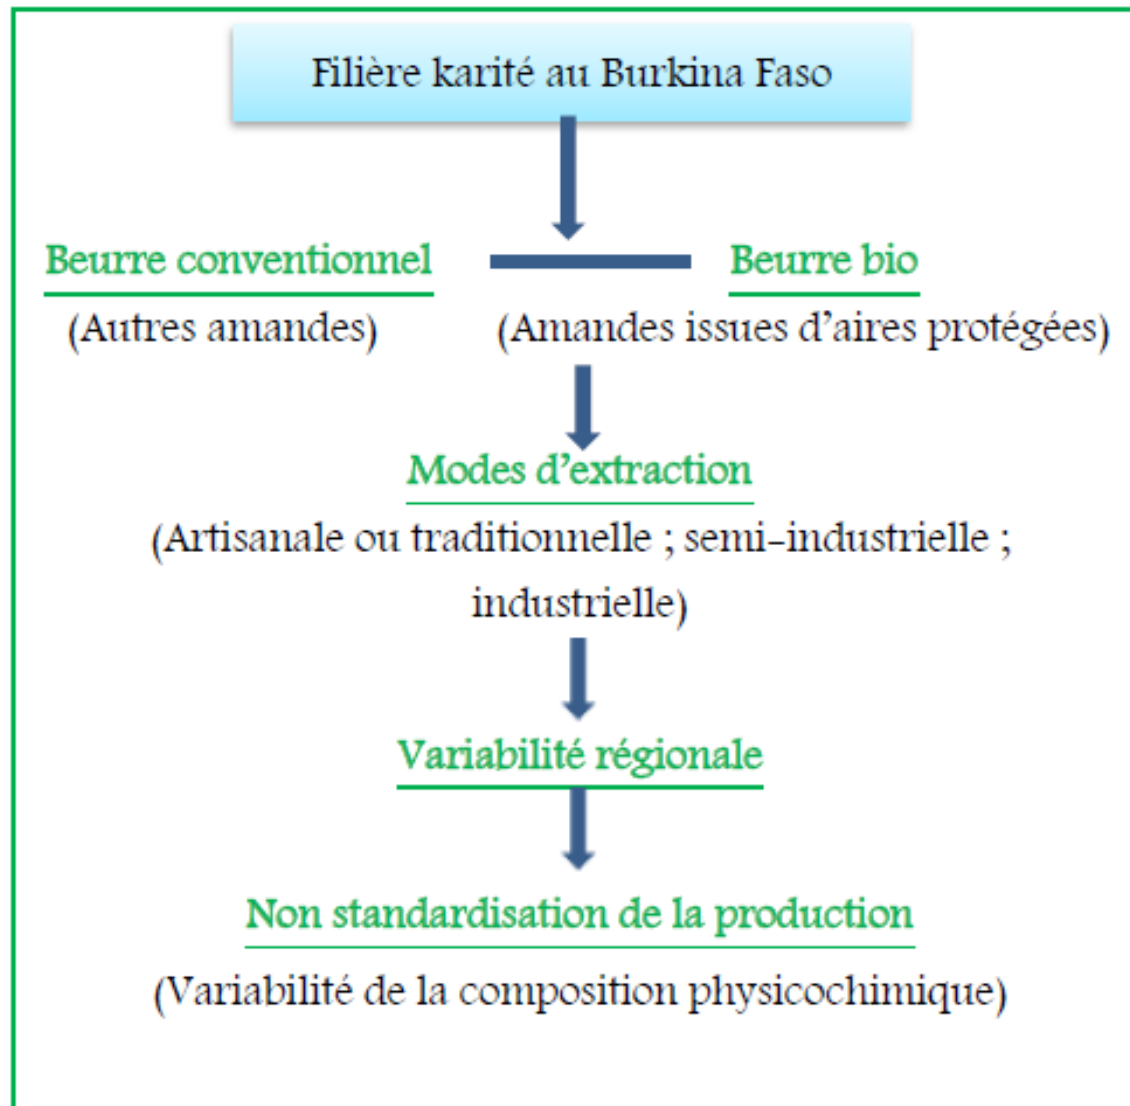 Filière karité au Burkina Faso
Beurre conventionnel
Beurre bio
(Autres amandes)
(Amandes issues d’aires protégées)
Modes d’extraction
(Artisanale ou traditionnelle ; semi-industrielle ;
industrielle)
Variabilité régionale
Non standardisation de la production
(Variabilité de la composition physicochimique)